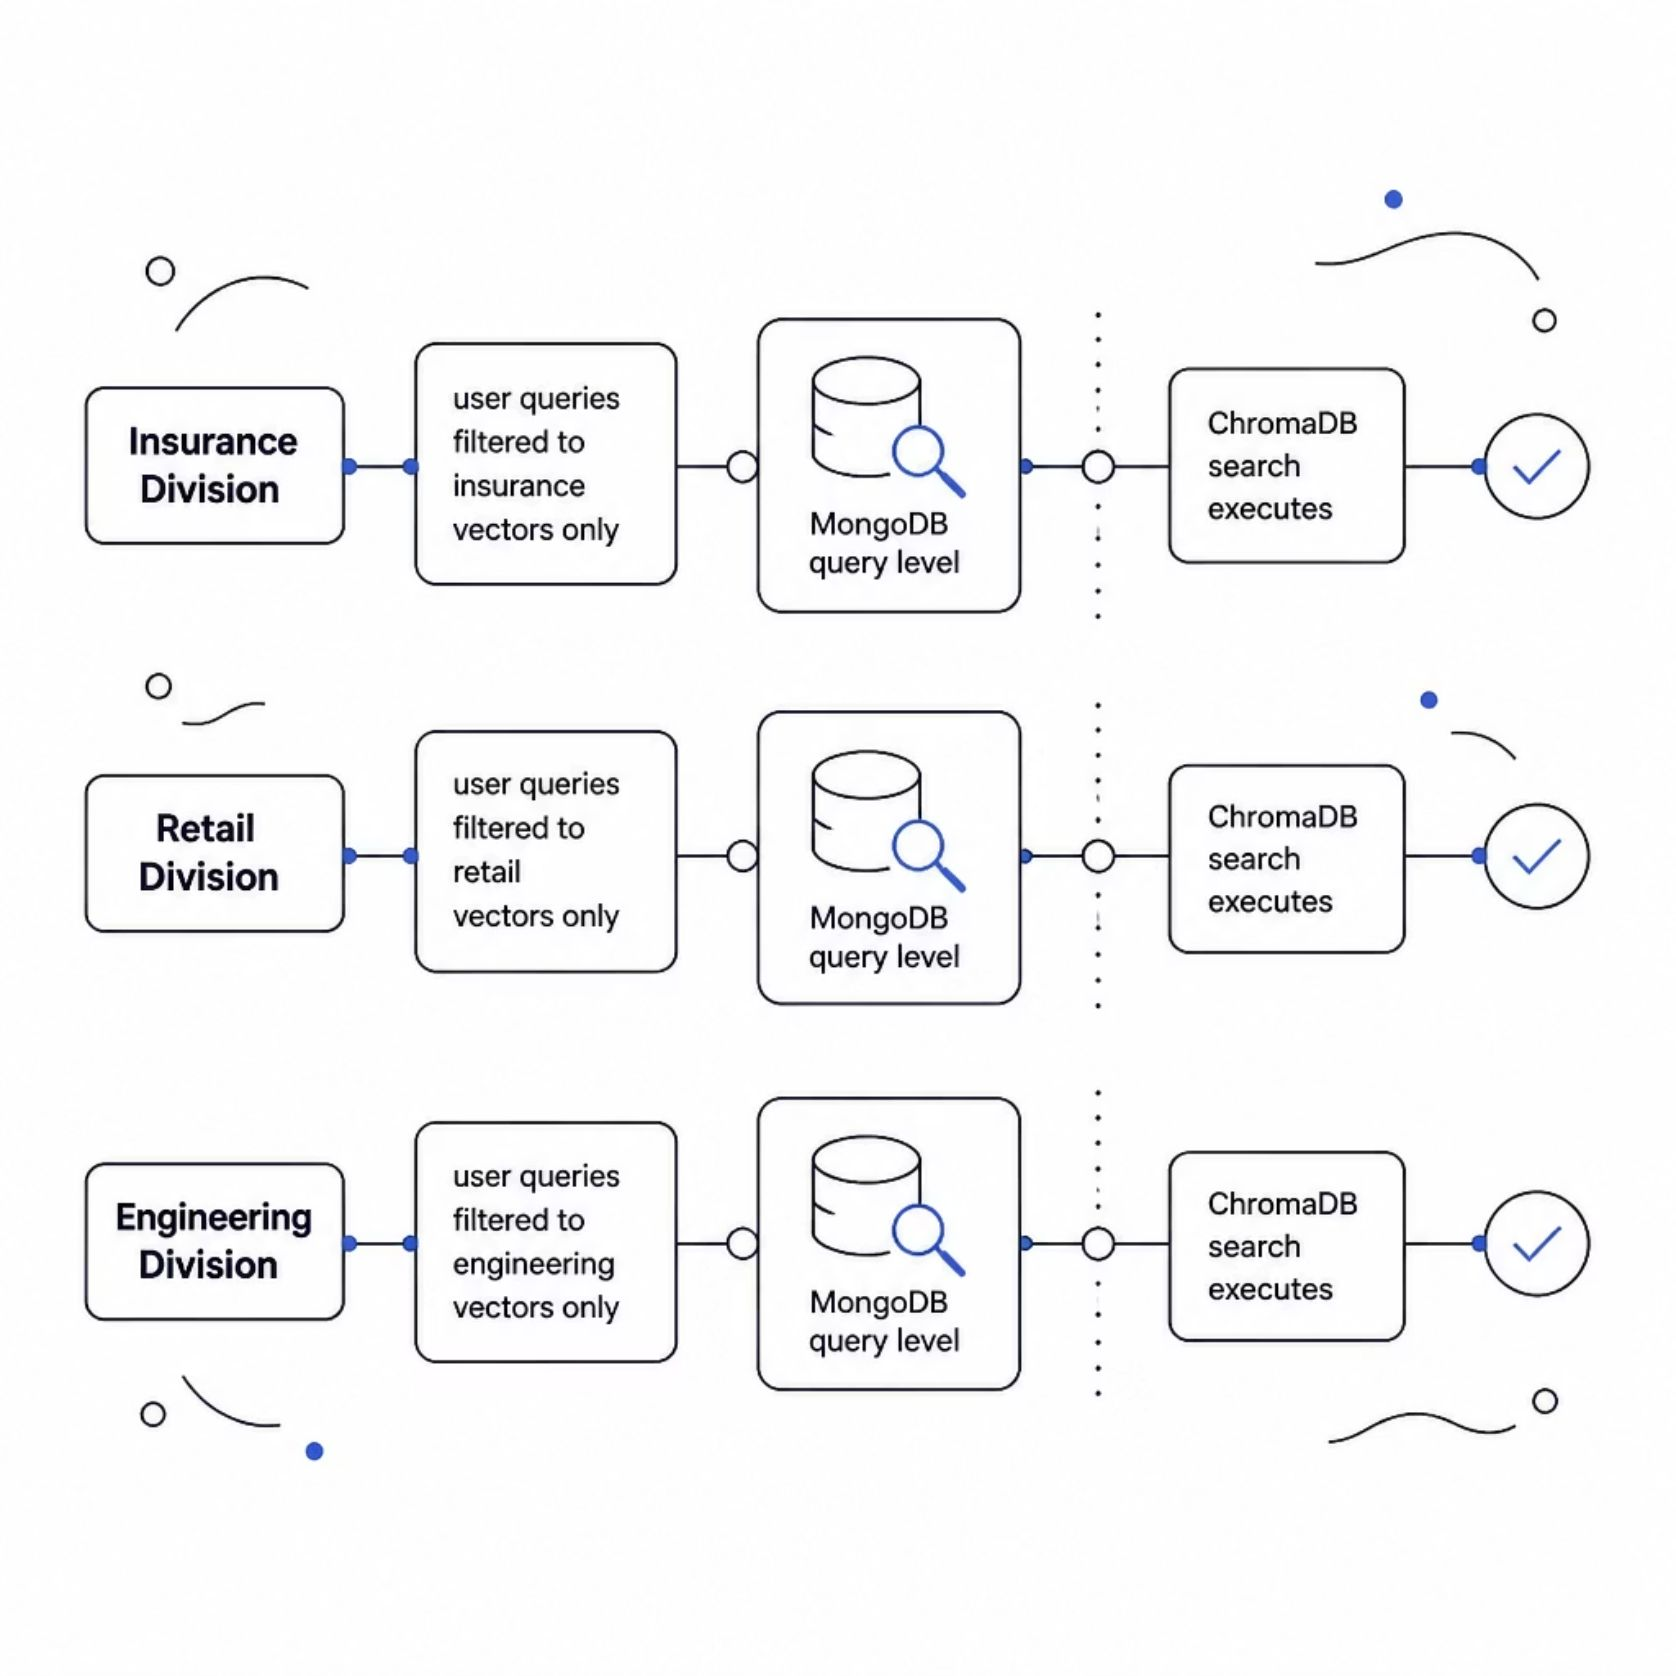 Insurance
Division
user queries
filtered to
insurance
vectors only
MongoDB
query level
ChromaDB
search
executes
Retail
Division
user queries
filtered to
retail
vectors only
MongoDB
query level
ChromaDB
search
executes
Engineering
Division
user queries
filtered to
engineering
vectors only
MongoDB
query level
ChromaDB
search
executes